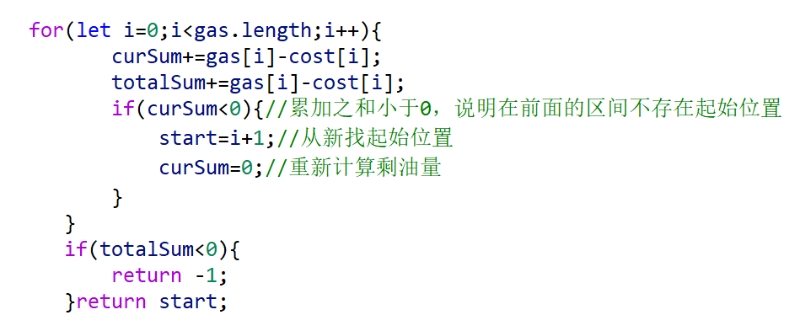 for(let i=0;i<gas.length;i++){
curSum+=gas[i]-cost[i];
totalSum+=gas[i]-cost[i];
if(curSum<0){//累加之和小于0，说明在前面的区间不存在起始位置
start=i+1;//从新找起始位置
curSum=0;//重新计算剩油量
}
}
if(totalSum<0){
return -1;
}return start;